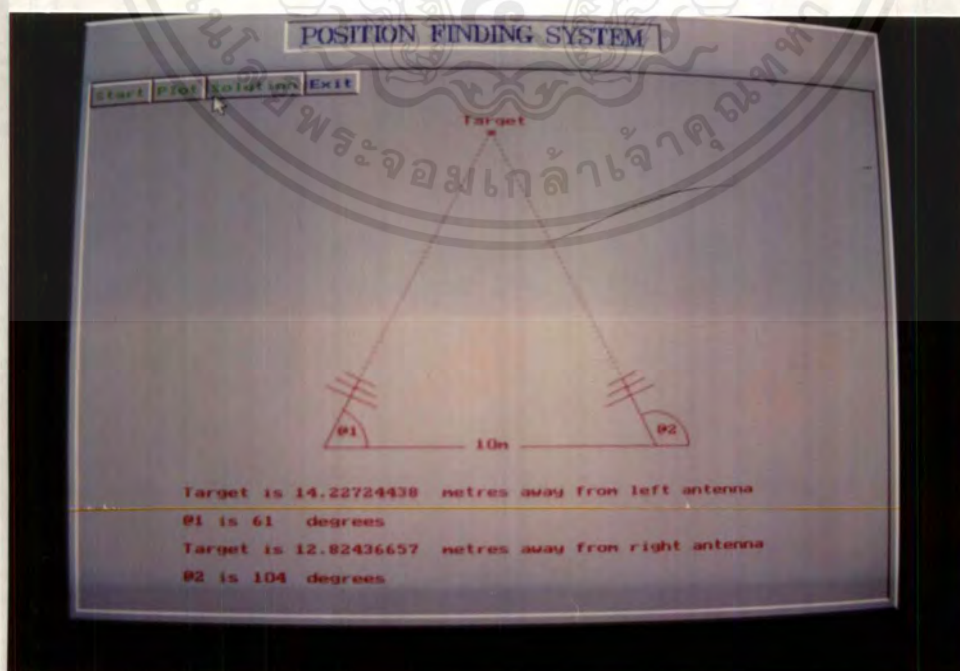 POSITION FINDING SYSTEM
Start Plot Solution Exit
Target
θ1
10m
θ2
Target is 14.22724438 metres away from left antenna
θ1 is 61 degrees
Target is 12.82436657 metres away from right antenna
θ2 is 104 degrees